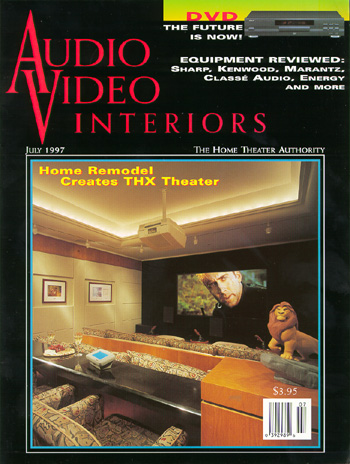 DVD
THE FUTURE
IS NOW!
EQUIPMENT REVIEWED:
SHARP, KENWOOD, MARANTZ,
CLASSÉ AUDIO, ENERGY
AND MORE
AUDIO
VIDEO
INTERIORS
JULY 1997
THE HOME THEATER AUTHORITY
Home Remodel
Creates THX Theater
$3.95
07